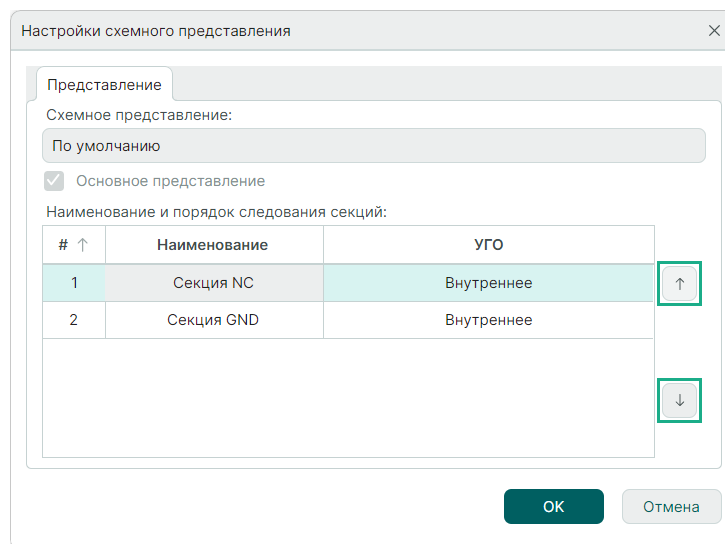 Настройки схемного представления
Представление
Схемное представление:
По умолчанию
Основное представление
Наименование и порядок следования секций:
# ↑ Наименование УГО
1 Секция NC Внутреннее
2 Секция GND Внутреннее
OK Отмена